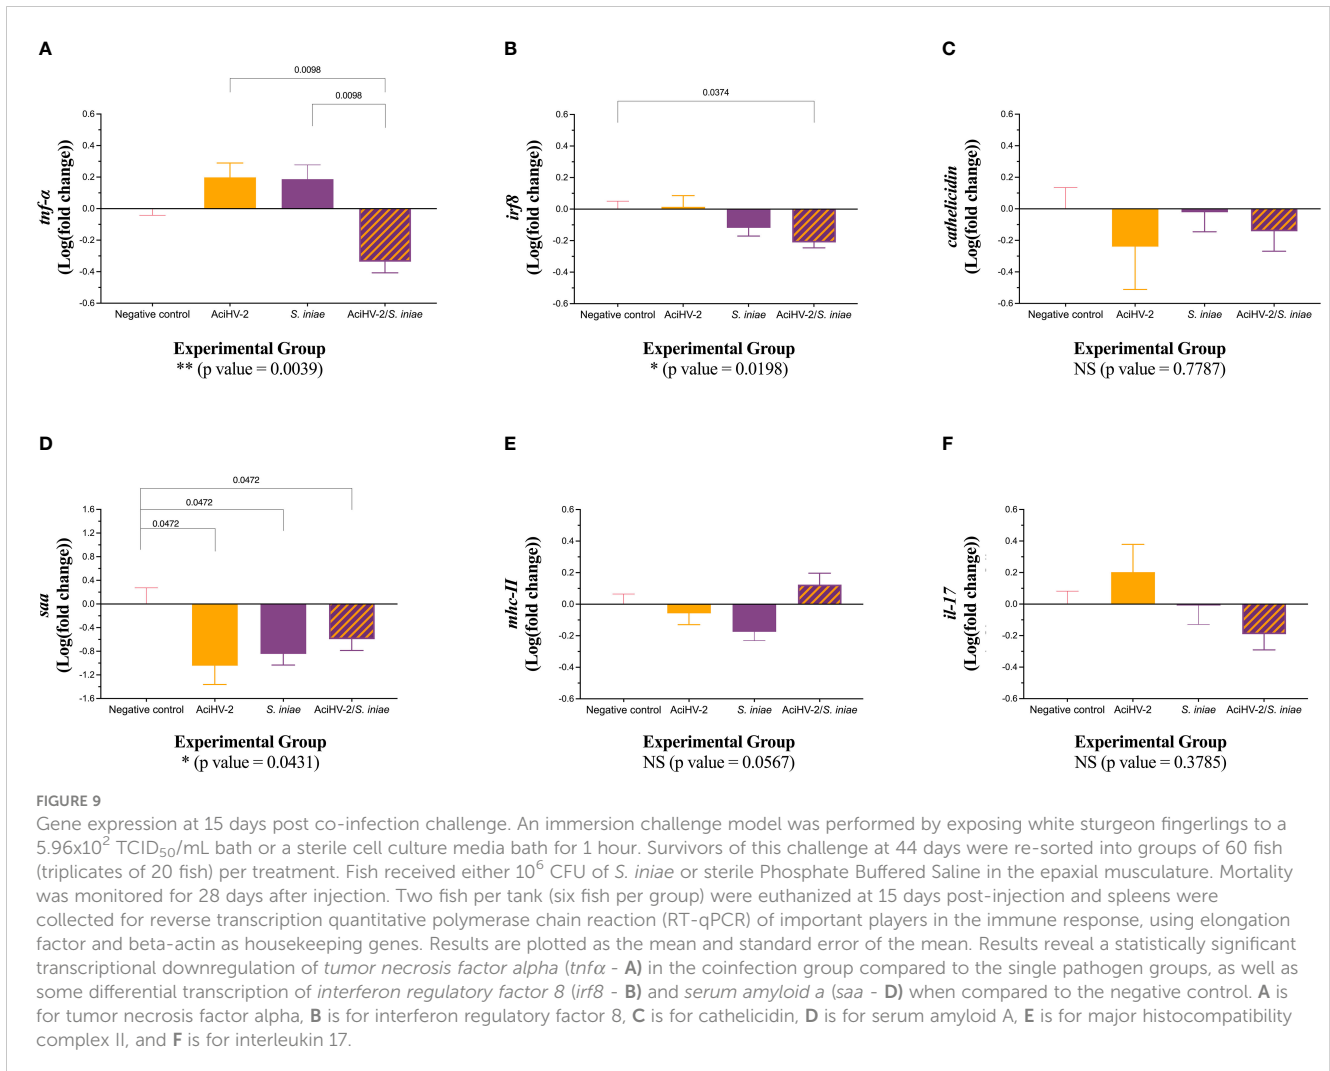 A
0.0098
0.0098
0.6
0.4
0.2
0.0
-0.2
-0.4
-0.6
tnf-α
(Log(fold change))
Negative control AciHV-2 S. iniae AciHV-2/S. iniae
Experimental Group
** (p value = 0.0039)
B
0.0374
0.6
0.4
0.2
0.0
-0.2
-0.4
-0.6
irf8
(Log(fold change))
Negative control AciHV-2 S. iniae AciHV-2/S. iniae
Experimental Group
* (p value = 0.0198)
C
0.6
0.4
0.2
0.0
-0.2
-0.4
-0.6
cathelicidin
(Log(fold change))
Negative control AciHV-2 S. iniae AciHV-2/S. iniae
Experimental Group
NS (p value = 0.7787)
D
0.0472
0.0472
0.0472
1.6
1.2
0.8
0.4
0.0
-0.4
-0.8
-1.2
-1.6
saa
(Log(fold change))
Negative control AciHV-2 S. iniae AciHV-2/S. iniae
Experimental Group
* (p value = 0.0431)
E
0.6
0.4
0.2
0.0
-0.2
-0.4
-0.6
mhc-II
(Log(fold change))
Negative control AciHV-2 S. iniae AciHV-2/S. iniae
Experimental Group
NS (p value = 0.0567)
F
0.6
0.4
0.2
0.0
-0.2
-0.4
-0.6
il-17
(Log(fold change))
Negative control AciHV-2 S. iniae AciHV-2/S. iniae
Experimental Group
NS (p value = 0.3785)
FIGURE 9
Gene expression at 15 days post co-infection challenge. An immersion challenge model was performed by exposing white sturgeon fingerlings to a
5.96x10² TCID₅₀/mL bath or a sterile cell culture media bath for 1 hour. Survivors of this challenge at 44 days were re-sorted into groups of 60 fish
(triplicates of 20 fish) per treatment. Fish received either 10⁶ CFU of S. iniae or sterile Phosphate Buffered Saline in the epaxial musculature. Mortality
was monitored for 28 days after injection. Two fish per tank (six fish per group) were euthanized at 15 days post-injection and spleens were
collected for reverse transcription quantitative polymerase chain reaction (RT-qPCR) of important players in the immune response, using elongation
factor and beta-actin as housekeeping genes. Results are plotted as the mean and standard error of the mean. Results reveal a statistically significant
transcriptional downregulation of tumor necrosis factor alpha (tnfα - A) in the coinfection group compared to the single pathogen groups, as well as
some differential transcription of interferon regulatory factor 8 (irf8 - B) and serum amyloid a (saa - D) when compared to the negative control. A is
for tumor necrosis factor alpha, B is for interferon regulatory factor 8, C is for cathelicidin, D is for serum amyloid A, E is for major histocompatibility
complex II, and F is for interleukin 17.